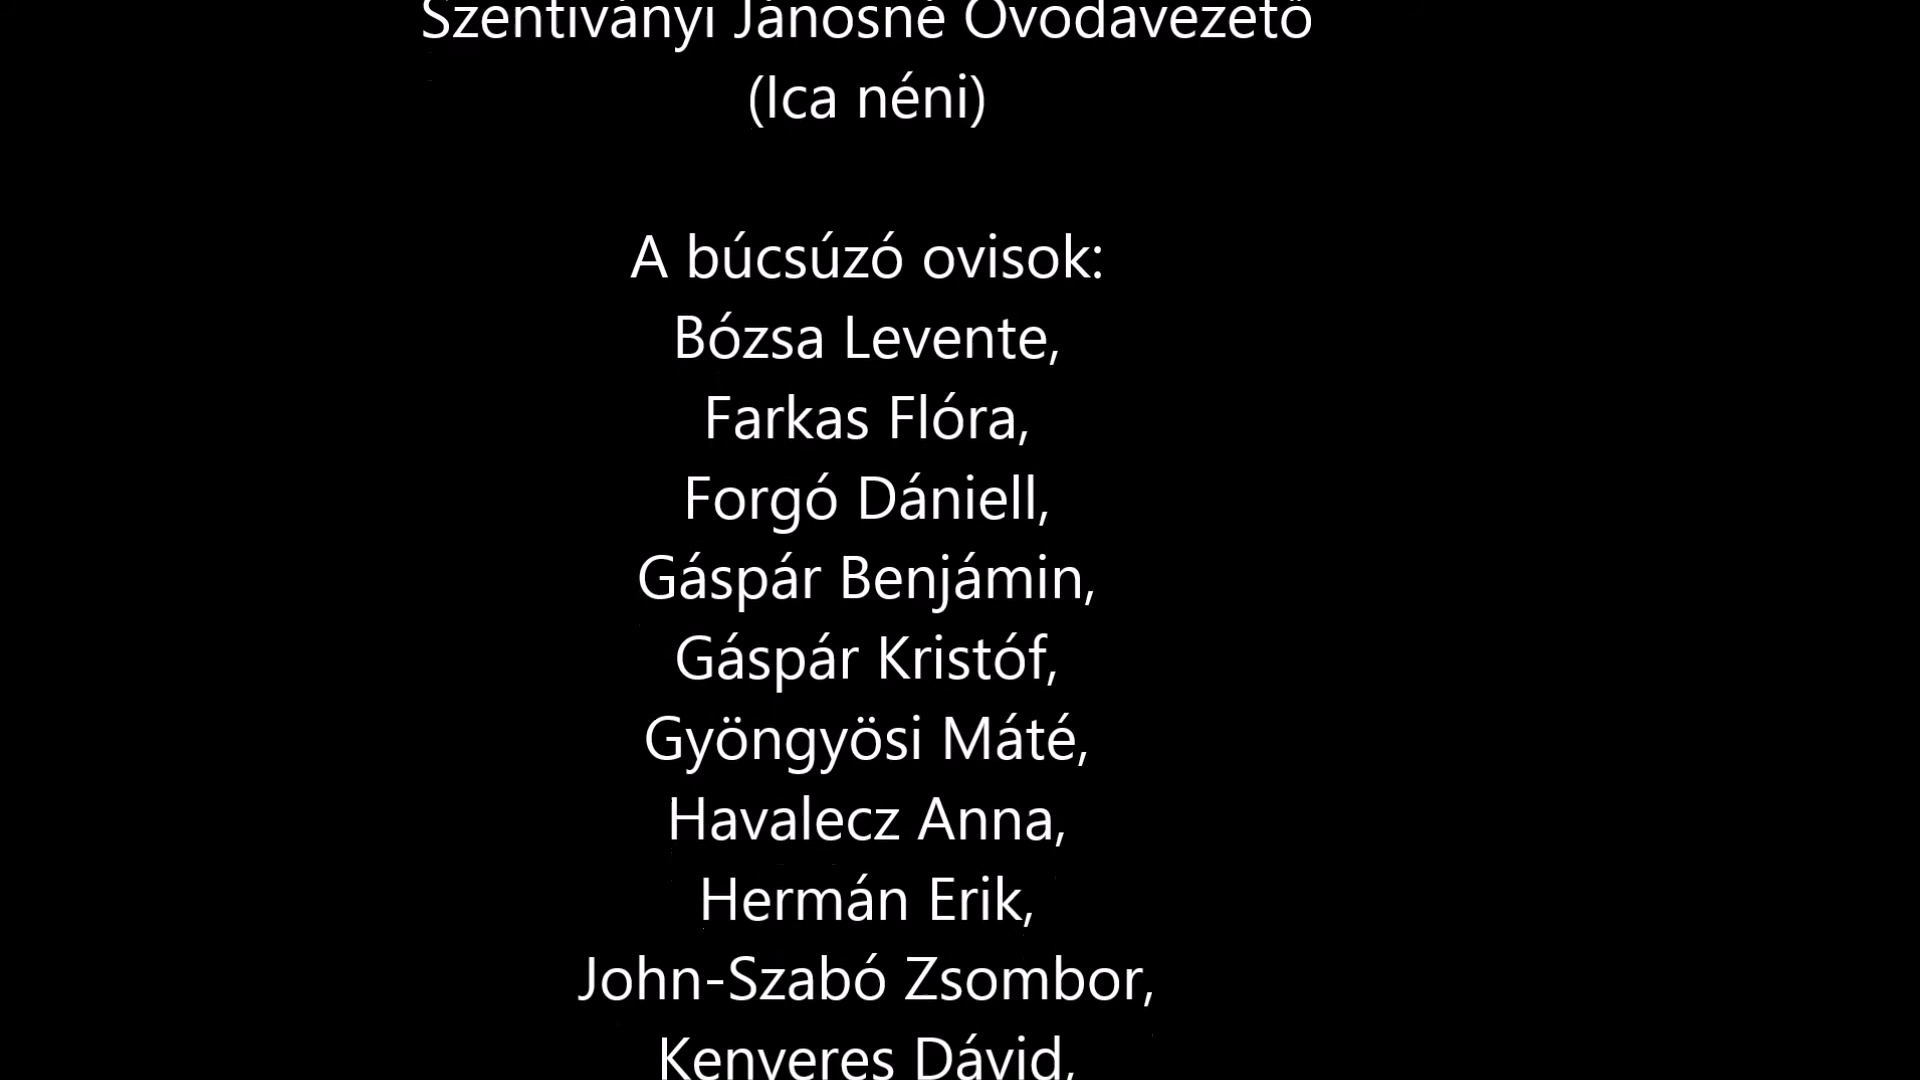 Szentiványi Jánosné Óvodavezető
(Ica néni)
A búcsúzó ovisok:
Bózsa Levente,
Farkas Flóra,
Forgó Dániell,
Gáspár Benjámin,
Gáspár Kristóf,
Gyöngyösi Máté,
Havalecz Anna,
Hermán Erik,
John-Szabó Zsombor,
Kenyeres Dávid,